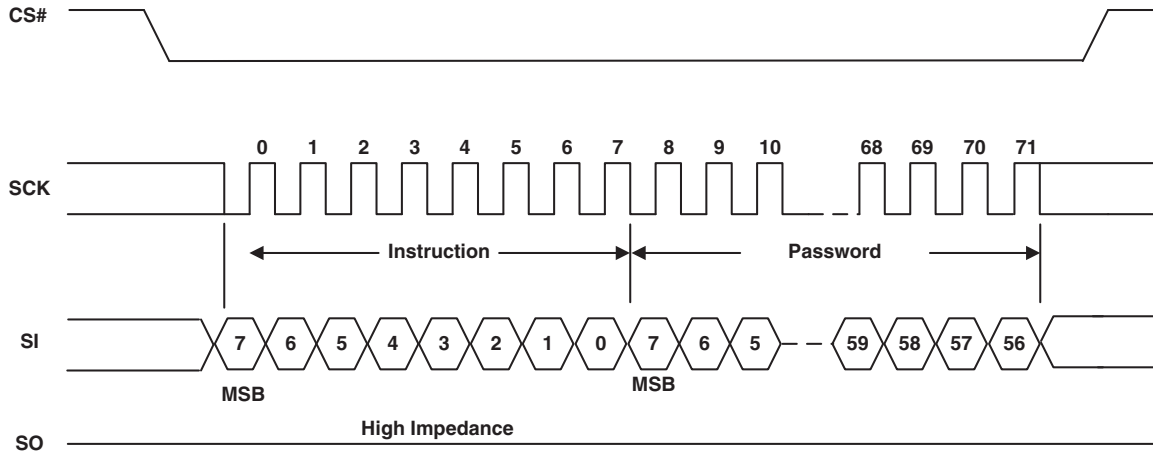 CS#
0 1 2 3 4 5 6 7 8 9 10 68 69 70 71
SCK
Instruction Password
SI 7 6 5 4 3 2 1 0 7 6 5 59 58 57 56
MSB MSB
High Impedance
SO